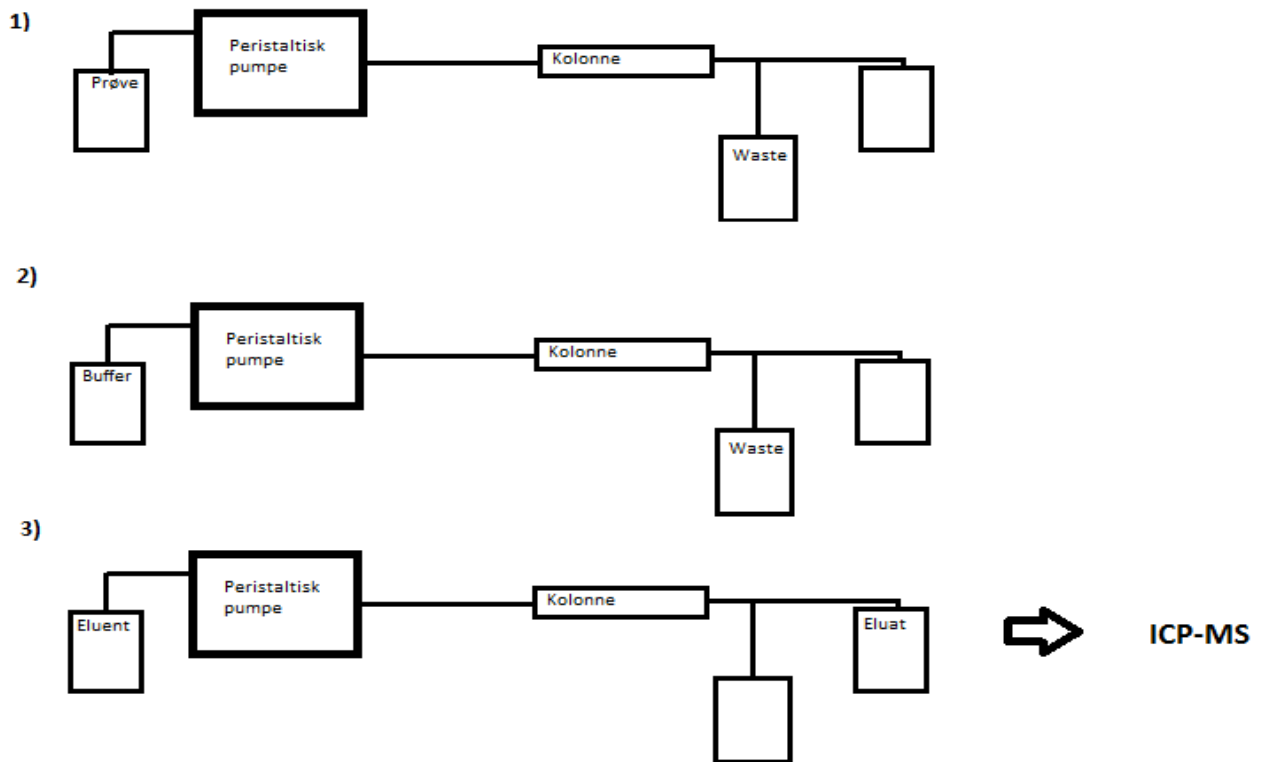 1)
Prøve
Peristaltisk
pumpe
Kolonne
Waste
2)
Buffer
Peristaltisk
pumpe
Kolonne
Waste
3)
Eluent
Peristaltisk
pumpe
Kolonne
Eluat
ICP-MS